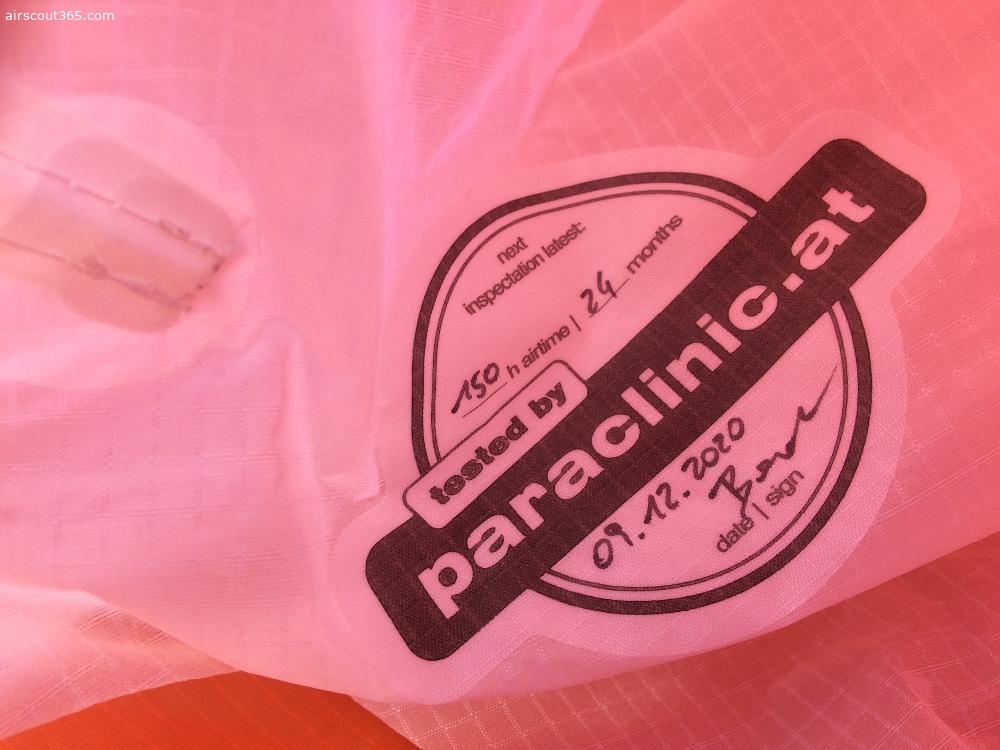 airscout365.com
next
inspectation latest:
150 h airtime | 24 months
tested by
paraclinic.at
09.12.2020
date | sign